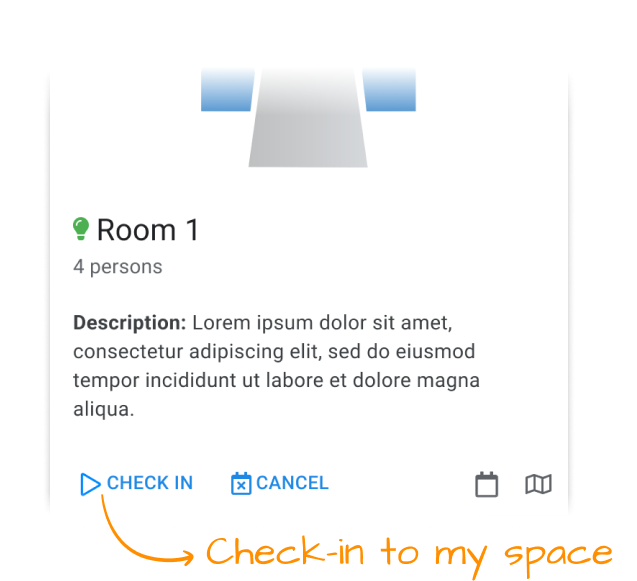 Room 1
4 persons
Description: Lorem ipsum dolor sit amet,
consectetur adipiscing elit, sed do eiusmod
tempor incididunt ut labore et dolore magna
aliqua.
CHECK IN CANCEL
Check-in to my space